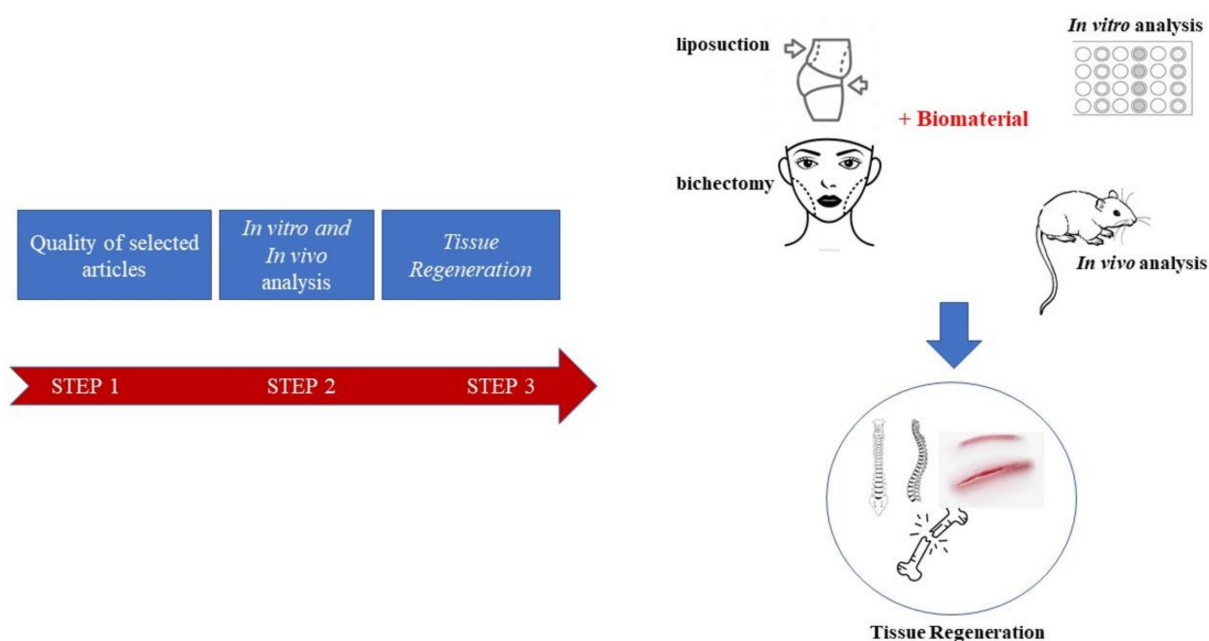 Quality of selected
articles
In vitro and
In vivo
analysis
Tissue
Regeneration
STEP 1
STEP 2
STEP 3
liposuction
bichectomy
+ Biomaterial
In vitro analysis
In vivo analysis
Tissue Regeneration